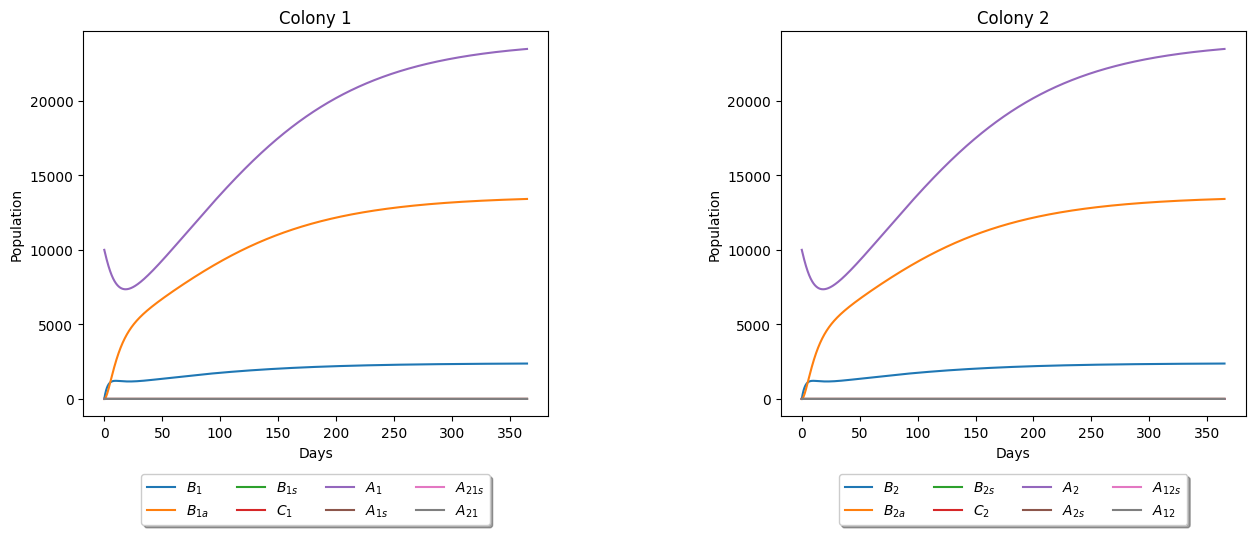 Colony 1
Population
20000
15000
10000
5000
0
0 50 100 150 200 250 300 350
Days
B₁ B₁ₛ A₁ A₂₁ₛ
B₁ₐ C₁ A₁ₛ A₂₁
Colony 2
Population
20000
15000
10000
5000
0
0 50 100 150 200 250 300 350
Days
B₂ B₂ₛ A₂ A₁₂ₛ
B₂ₐ C₂ A₂ₛ A₁₂